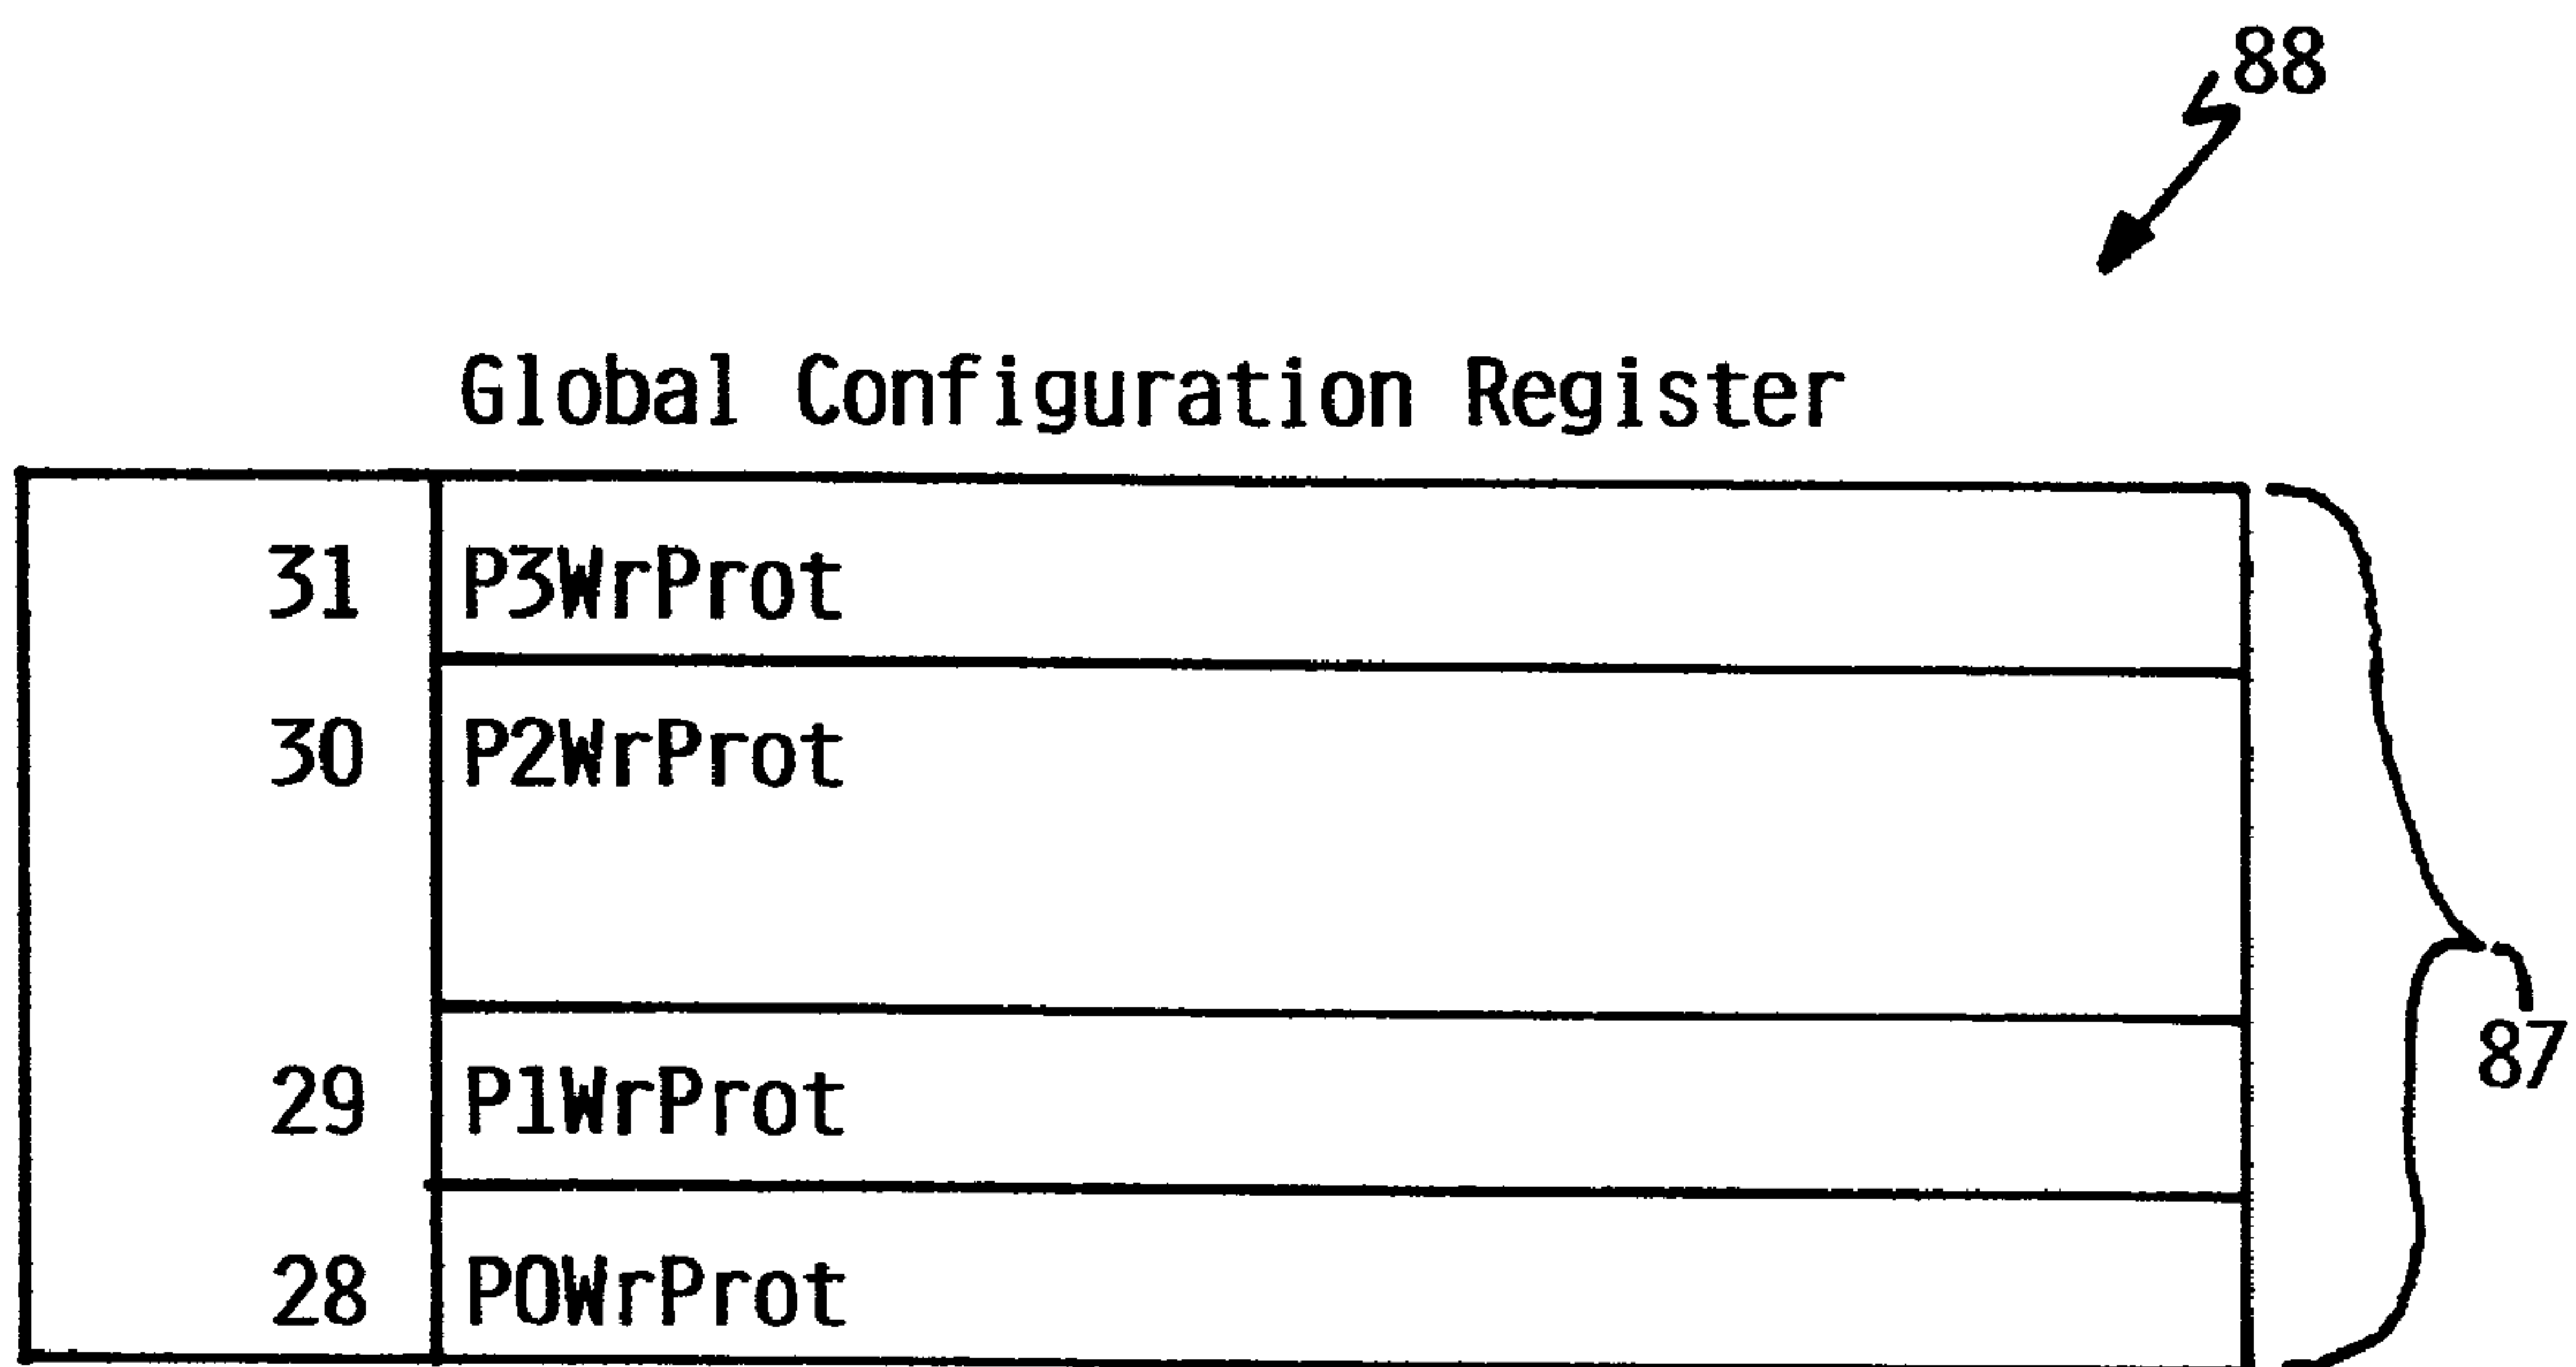 88
Global Configuration Register
31 P3WrProt
30 P2WrProt
29 P1WrProt
87
28 P0WrProt